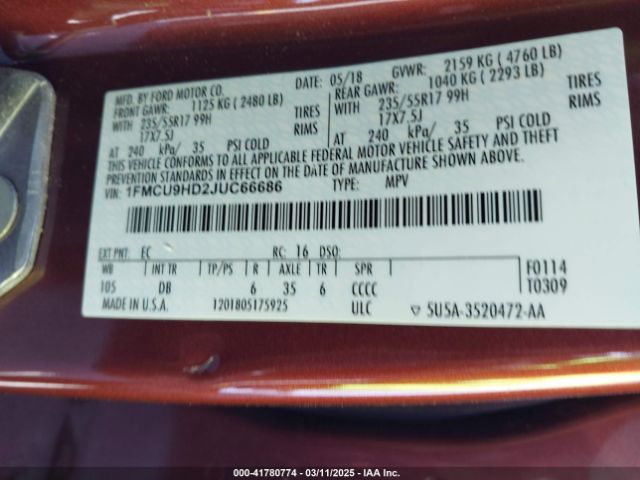 MFD. BY FORD MOTOR CO. DATE: 05/18 GVWR: 2159 KG ( 4760 LB)
FRONT GAWR: 1125 KG ( 2480 LB) REAR GAWR: 1040 KG ( 2293 LB)
WITH 235/55R17 99H TIRES WITH 235/55R17 99H TIRES
17X7.5J RIMS 17X7.5J RIMS
AT 240 kPa/ 35 PSI COLD AT 240 kPa/ 35 PSI COLD
THIS VEHICLE CONFORMS TO ALL APPLICABLE FEDERAL MOTOR VEHICLE SAFETY AND THEFT
PREVENTION STANDARDS IN EFFECT ON THE DATE OF MANUFACTURE SHOWN ABOVE.
VIN: 1FMCU9HD2JUC66686 TYPE: MPV
EXT PNT: EC RC: 16 DSO:
WB INT TR TP/PS R AXLE TR SPR F0114
105 DB 6 35 6 CCCC T0309
MADE IN U.S.A. 1201805175925 ULC ▽ 5U5A-3520472-AA
000-41780774 - 03/11/2025 - IAA Inc.